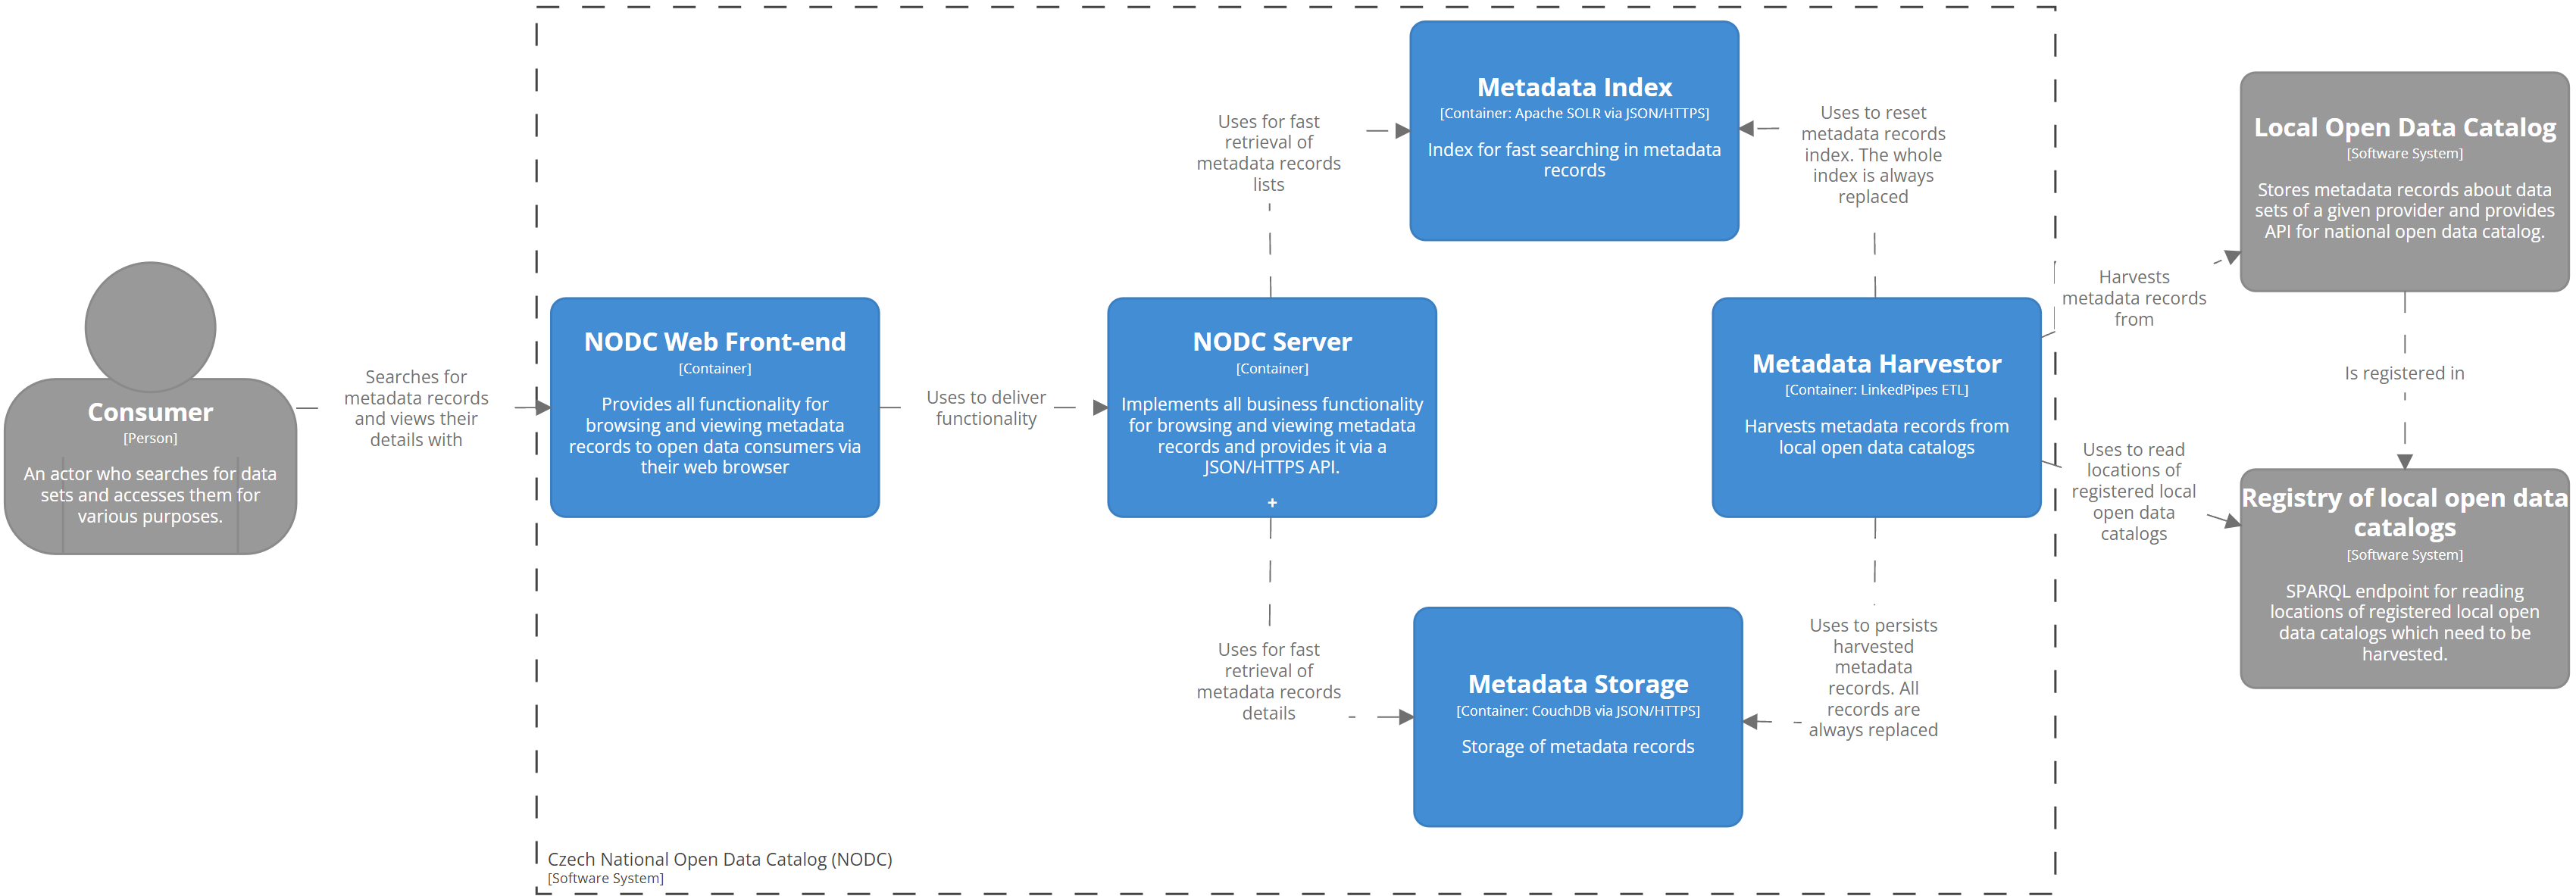 Consumer
[Person]
An actor who searches for data
sets and accesses them for
various purposes.
Searches for
metadata records
and views their
details with
NODC Web Front-end
[Container]
Provides all functionality for
browsing and viewing metadata
records to open data consumers via
their web browser
Uses to deliver
functionality
NODC Server
[Container]
Implements all business functionality
for browsing and viewing metadata
records and provides it via a
JSON/HTTPS API.
+
Uses for fast
retrieval of
metadata records
lists
Metadata Index
[Container: Apache SOLR via JSON/HTTPS]
Index for fast searching in metadata
records
Uses to reset
metadata records
index. The whole
index is always
replaced
Metadata Harvestor
[Container: LinkedPipes ETL]
Harvests metadata records from
local open data catalogs
Uses for fast
retrieval of
metadata records
details
Metadata Storage
[Container: CouchDB via JSON/HTTPS]
Storage of metadata records
Uses to persists
harvested
metadata
records. All
records are
always replaced
Harvests
metadata records
from
Local Open Data Catalog
[Software System]
Stores metadata records about data
sets of a given provider and provides
API for national open data catalog.
Is registered in
Uses to read
locations of
registered local
open data
catalogs
Registry of local open data
catalogs
[Software System]
SPARQL endpoint for reading
locations of registered local open
data catalogs which need to be
harvested.
Czech National Open Data Catalog (NODC)
[Software System]